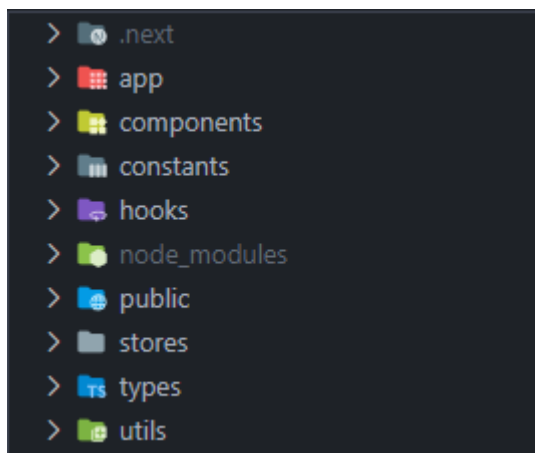 .next
app
components
constants
hooks
node_modules
public
stores
types
utils